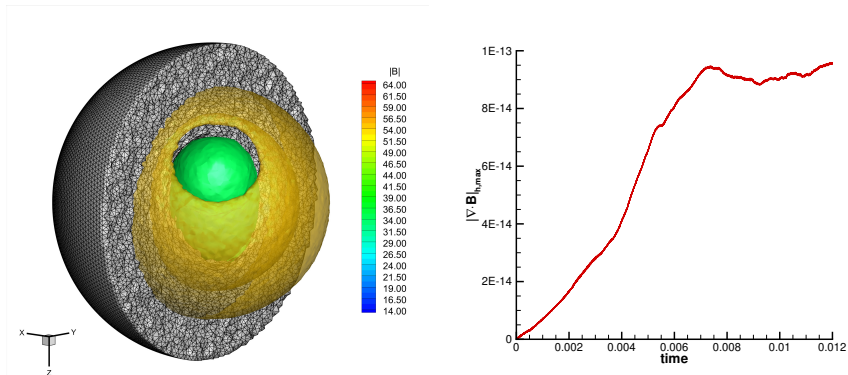 |B|
64.00
61.50
59.00
56.50
54.00
51.50
49.00
46.50
44.00
41.50
39.00
36.50
34.00
31.50
29.00
26.50
24.00
21.50
19.00
16.50
14.00
X
Y
Z
1E-13
8E-14
6E-14
4E-14
2E-14
0
|∇·B|h,max
0 0.002 0.004 0.006 0.008 0.01 0.012
time